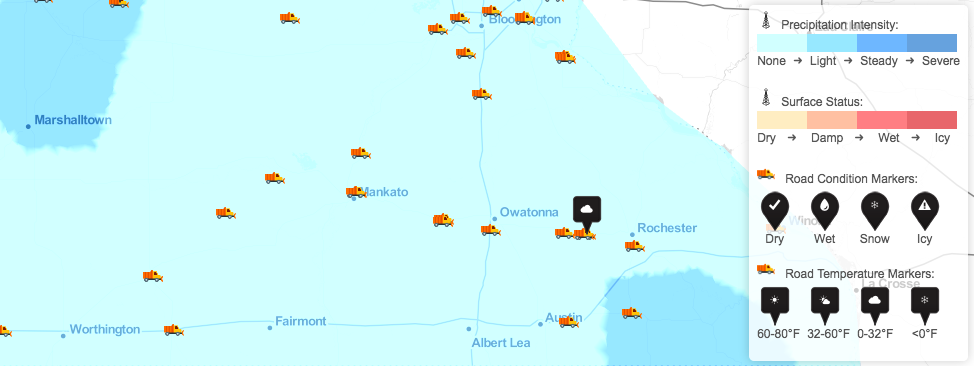 Bloomington
Marshalltown
Mankato
Owatonna
Rochester
Worthington
Fairmont
Austin
Albert Lea
Precipitation Intensity:
None → Light → Steady → Severe
Surface Status:
Dry → Damp → Wet → Icy
Road Condition Markers:
Dry Wet Snow Icy
Road Temperature Markers:
La Crosse
60-80°F 32-60°F 0-32°F <0°F